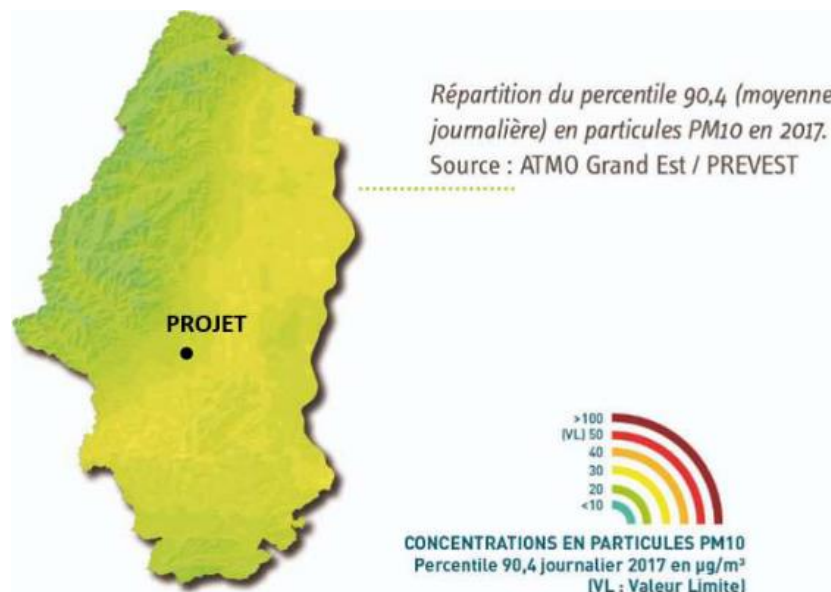 Répartition du percentile 90,4 (moyenne
journalière) en particules PM10 en 2017.
Source : ATMO Grand Est / PREVEST
PROJET
>100
(VL) 50
40
30
20
<10
CONCENTRATIONS EN PARTICULES PM10
Percentile 90,4 journalier 2017 en µg/m³
(VL : Valeur Limite)